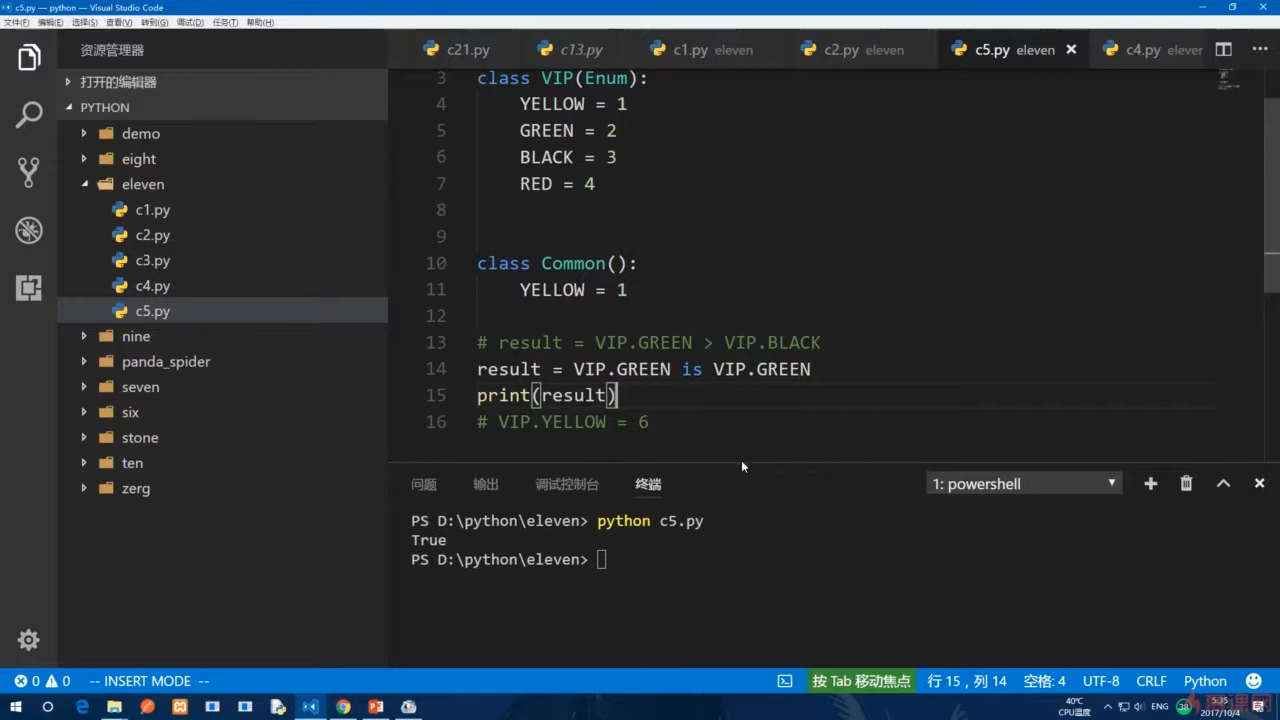 c5.py — python — Visual Studio Code
文件(F) 编辑(E) 选择(S) 查看(V) 转到(G) 调试(D) 任务(T) 帮助(H)
资源管理器
c21.py c13.py c1.py eleven c2.py eleven c5.py eleven c4.py elever
打开的编辑器
PYTHON
demo
eight
eleven
c1.py
c2.py
c3.py
c4.py
c5.py
nine
panda_spider
seven
six
stone
ten
zerg
3 class VIP(Enum):
4 YELLOW = 1
5 GREEN = 2
6 BLACK = 3
7 RED = 4
8
9
10 class Common():
11 YELLOW = 1
12
13 # result = VIP.GREEN > VIP.BLACK
14 result = VIP.GREEN is VIP.GREEN
15 print(result)
16 # VIP.YELLOW = 6
问题 输出 调试控制台 终端 1: powershell
PS D:\python\eleven> python c5.py
True
PS D:\python\eleven>
0 0 -- INSERT MODE -- 按 Tab 移动焦点 行 15，列 14 空格: 4 UTF-8 CRLF Python
40℃
CPU温度
ENG
38
5:35
2017/10/4
慕课网